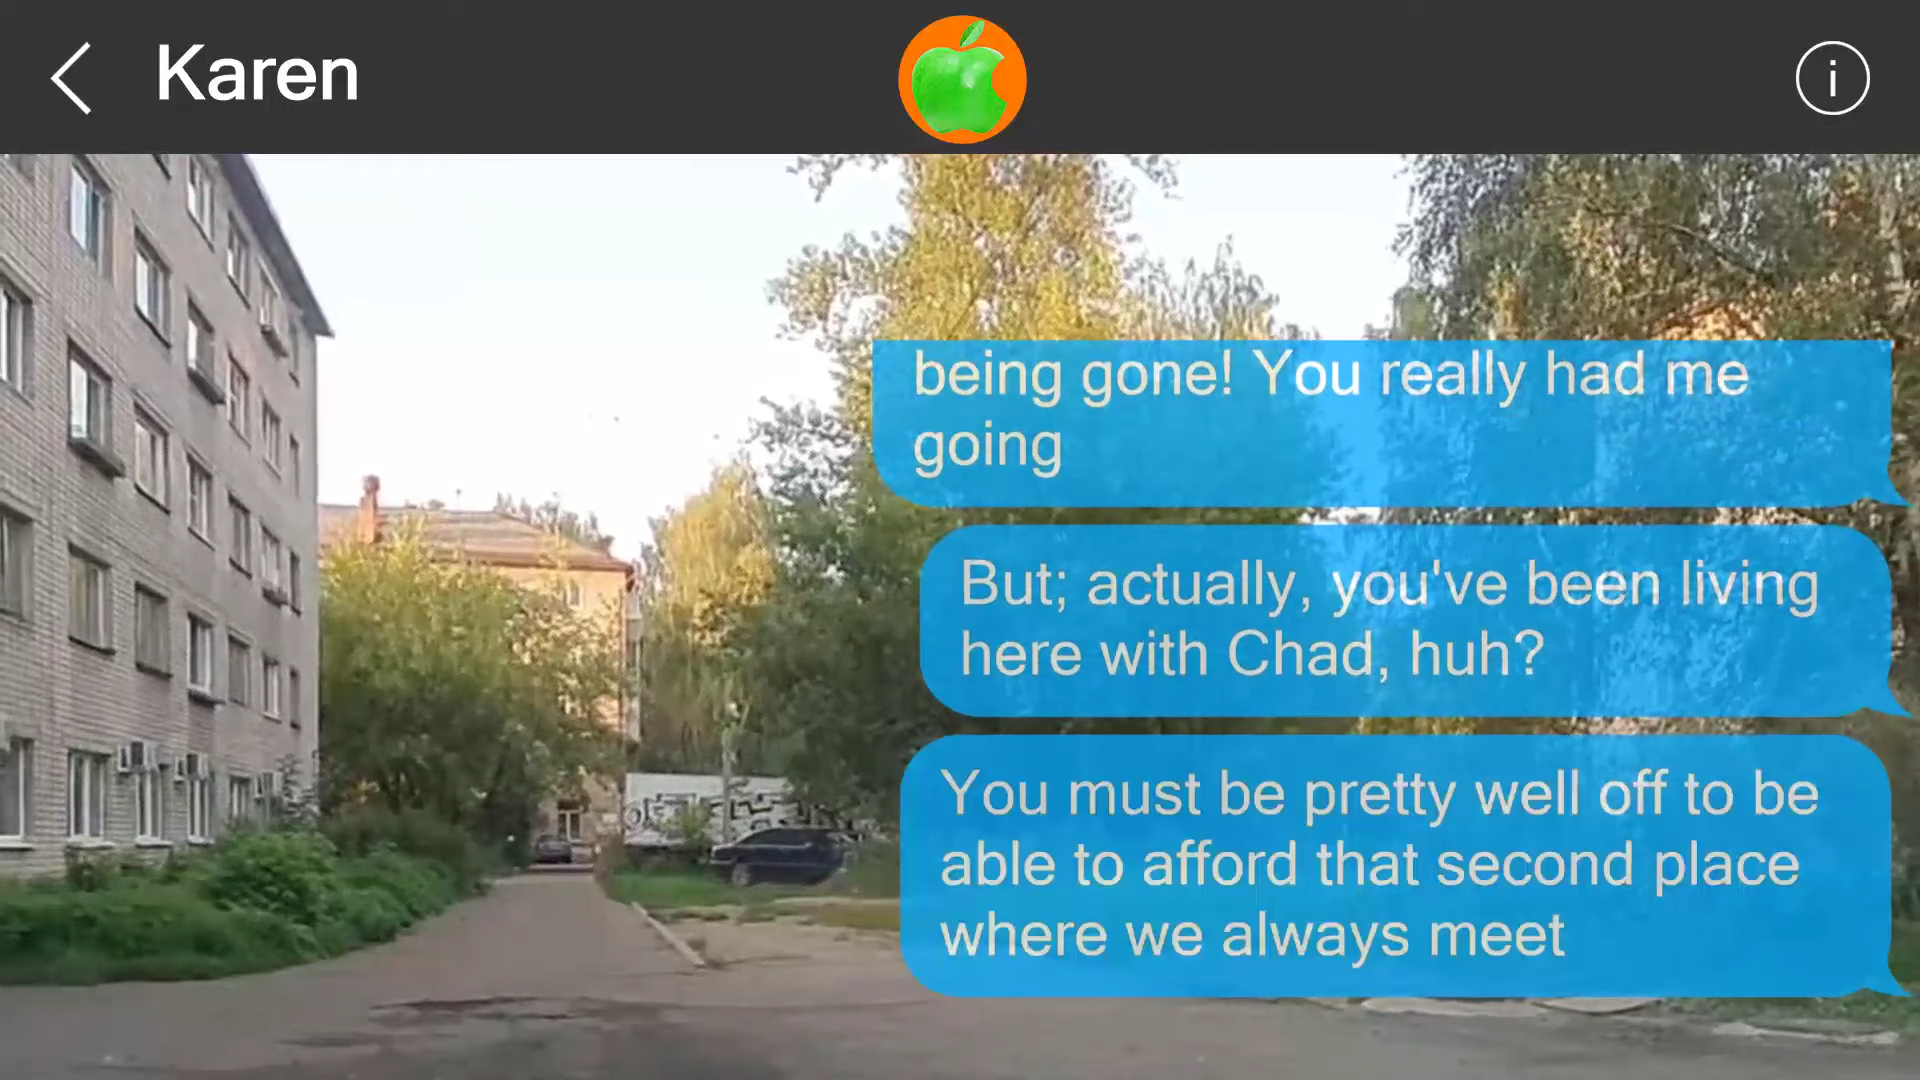 Karen
i
being gone! You really had me
going
But; actually, you've been living
here with Chad, huh?
You must be pretty well off to be
able to afford that second place
where we always meet